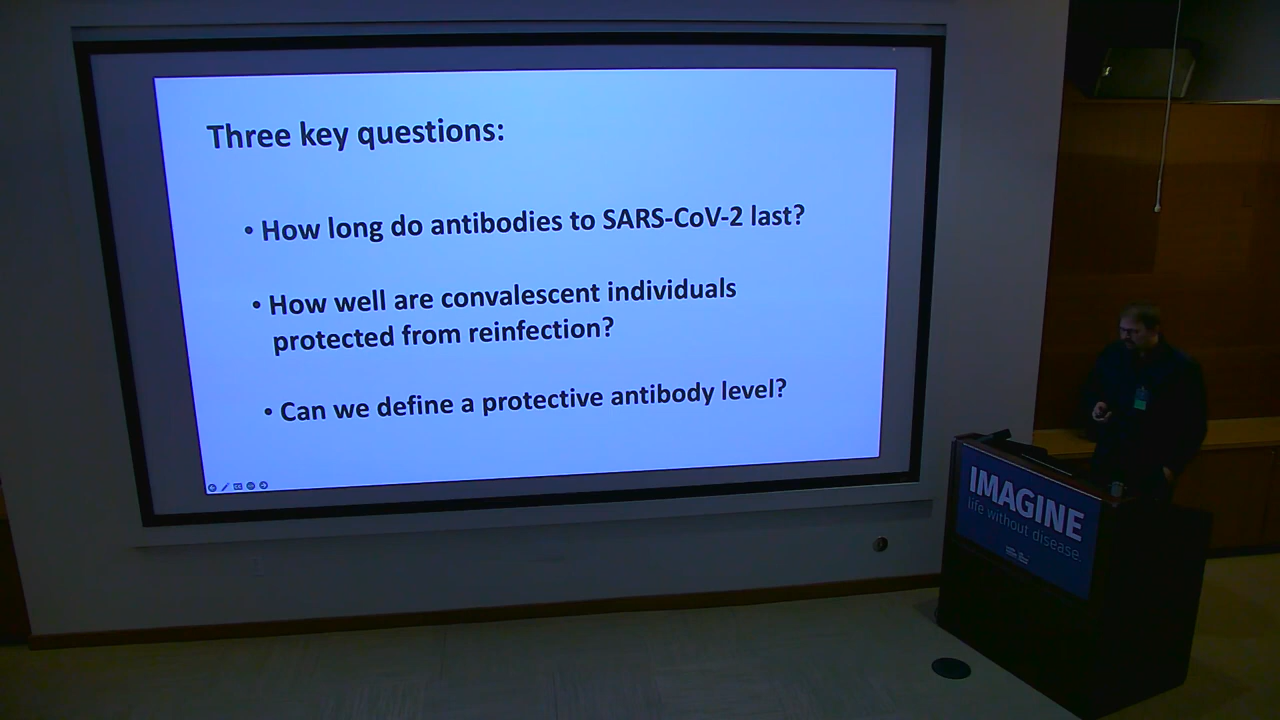 Three key questions:
• How long do antibodies to SARS-CoV-2 last?
• How well are convalescent individuals
protected from reinfection?
• Can we define a protective antibody level?
IMAGINE
life without disease.